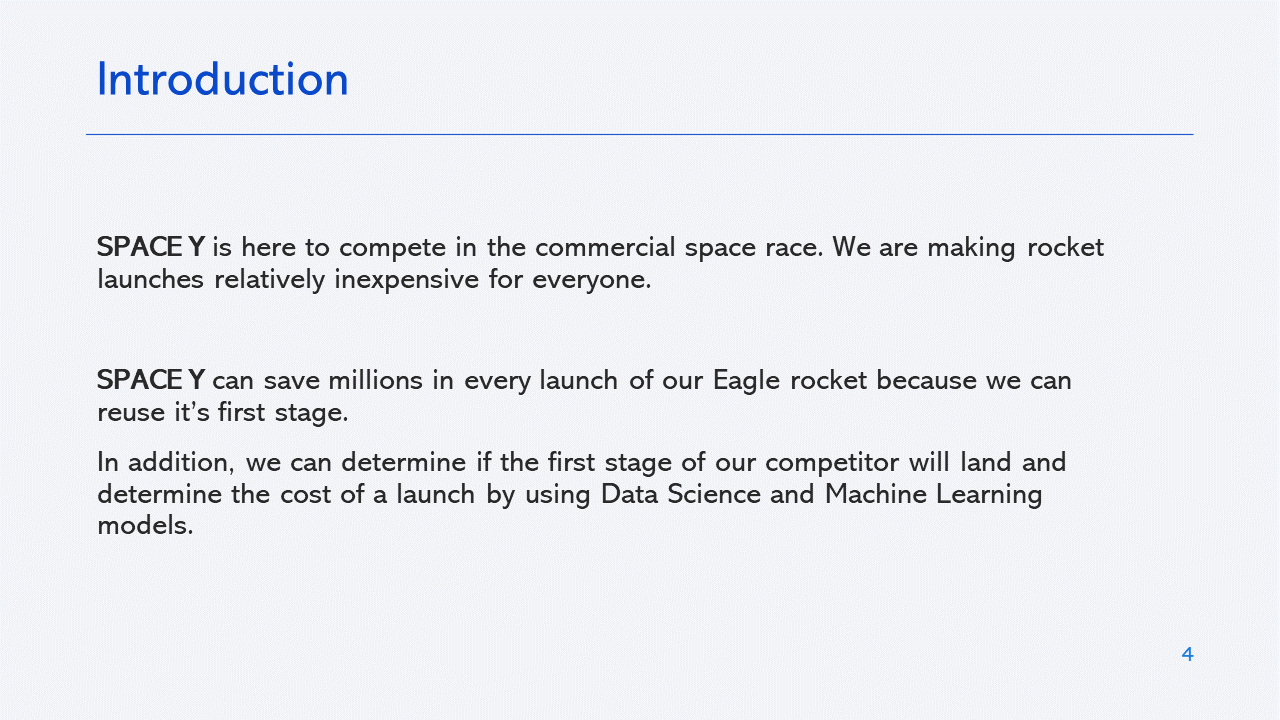 Introduction
SPACE Y is here to compete in the commercial space race. We are making rocket
launches relatively inexpensive for everyone.
SPACE Y can save millions in every launch of our Eagle rocket because we can
reuse it’s first stage.
In addition, we can determine if the first stage of our competitor will land and
determine the cost of a launch by using Data Science and Machine Learning
models.
4